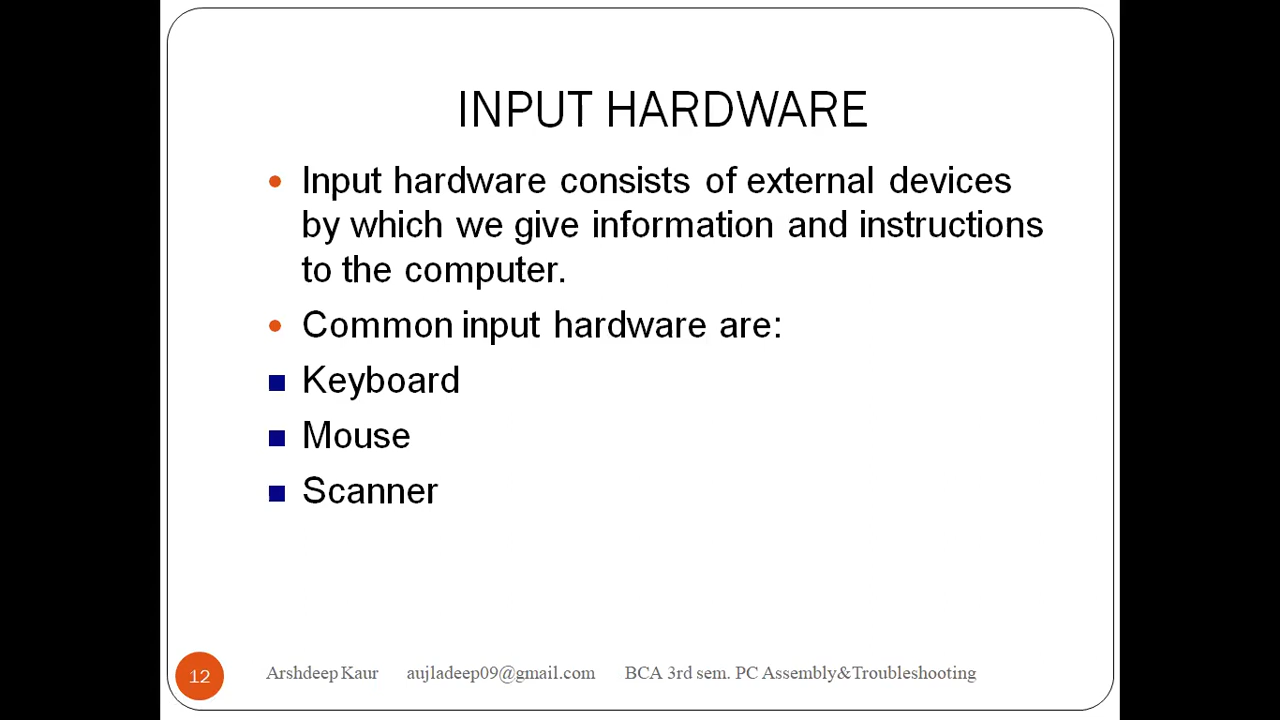 INPUT HARDWARE
Input hardware consists of external devices
by which we give information and instructions
to the computer.
Common input hardware are:
Keyboard
Mouse
Scanner
12 Arshdeep Kaur aujladeep09@gmail.com BCA 3rd sem. PC Assembly&Troubleshooting